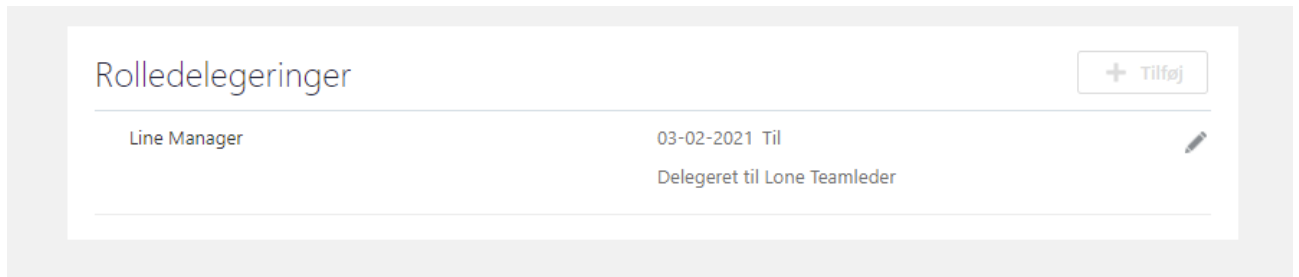 Rolledelegeringer
+ Tilføj
Line Manager
03-02-2021 Til
Delegeret til Lone Teamleder